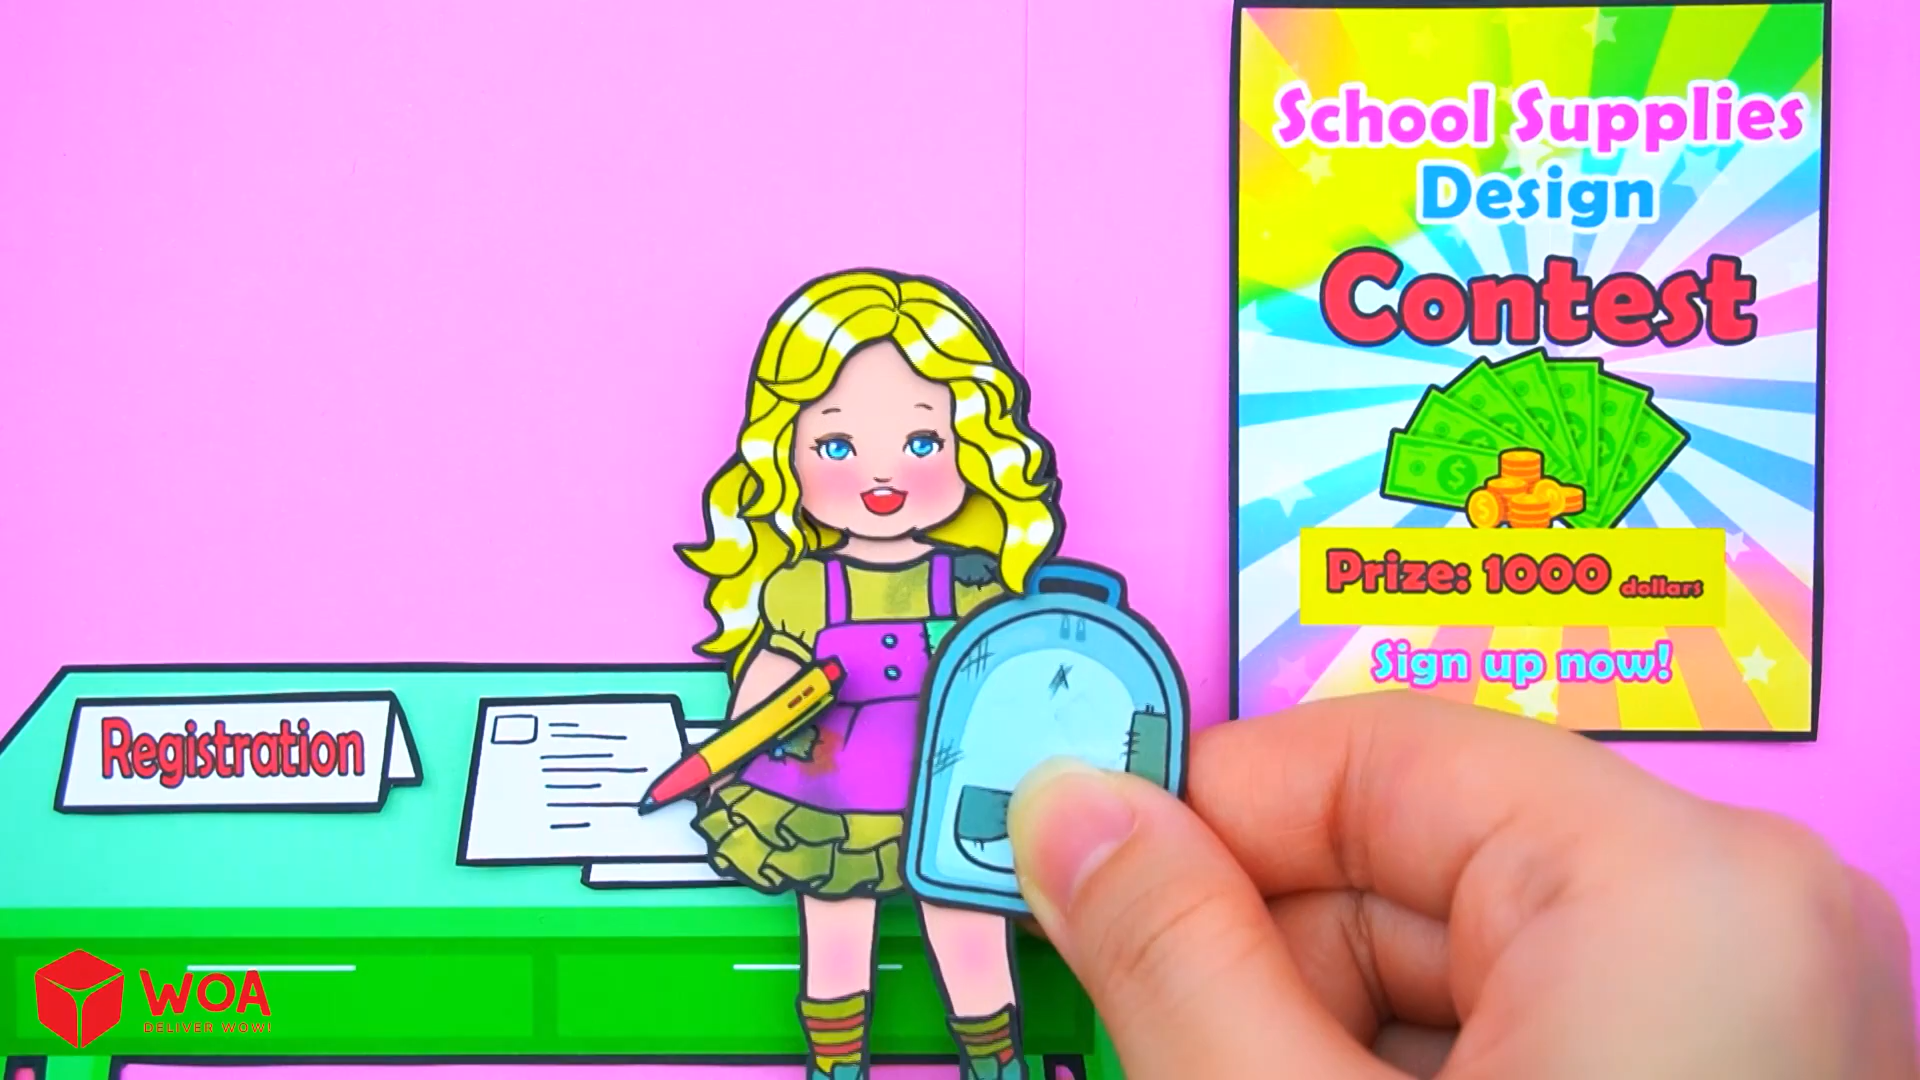 School Supplies
Design
Contest
Prize: 1000 dollars
Sign up now!
Registration
WOA
DELIVER WOW!